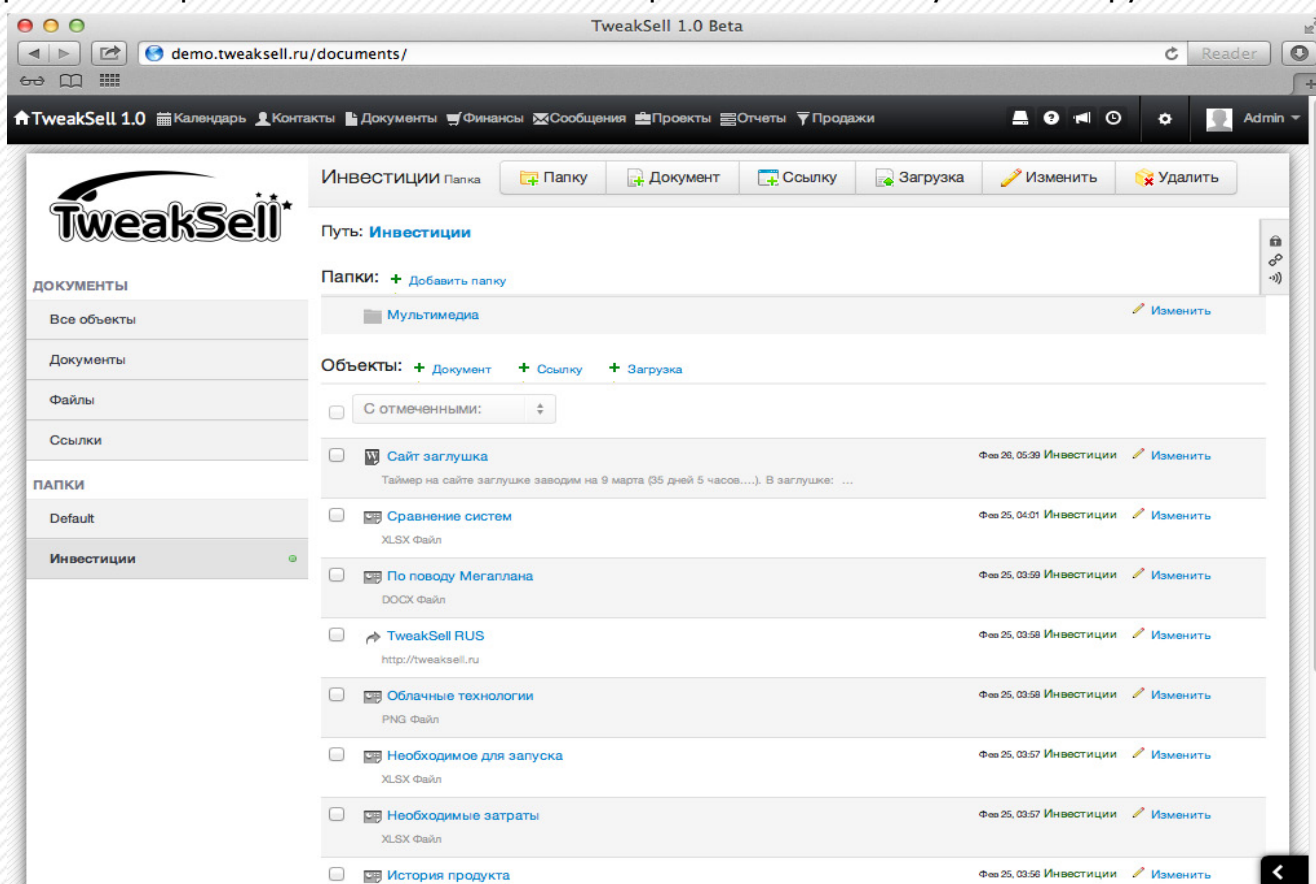 TweakSell 1.0 Beta
demo.tweaksell.ru/documents/
Reader
TweakSell 1.0 Календарь Контакты Документы Финансы Сообщения Проекты Отчеты Продажи Admin
TweakSell
Инвестиции Папка Папку Документ Ссылку Загрузка Изменить Удалить
Путь: Инвестиции
Папки: + Добавить папку
Мультимедиа Изменить
Объекты: + Документ + Ссылку + Загрузка
С отмеченными:
ДОКУМЕНТЫ
Все объекты
Документы
Файлы
Ссылки
ПАПКИ
Default
Инвестиции
Сайт заглушка Фев 26, 05:39 Инвестиции Изменить
Таймер на сайте заглушке заводим на 9 марта (35 дней 5 часов....). В заглушке: ...
Сравнение систем Фев 25, 04:01 Инвестиции Изменить
XLSX Файл
По поводу Мегаплана Фев 25, 03:59 Инвестиции Изменить
DOCX Файл
TweakSell RUS Фев 25, 03:58 Инвестиции Изменить
http://tweaksell.ru
Облачные технологии Фев 25, 03:58 Инвестиции Изменить
PNG Файл
Необходимое для запуска Фев 25, 03:57 Инвестиции Изменить
XLSX Файл
Необходимые затраты Фев 25, 03:57 Инвестиции Изменить
XLSX Файл
История продукта Фев 25, 03:56 Инвестиции Изменить